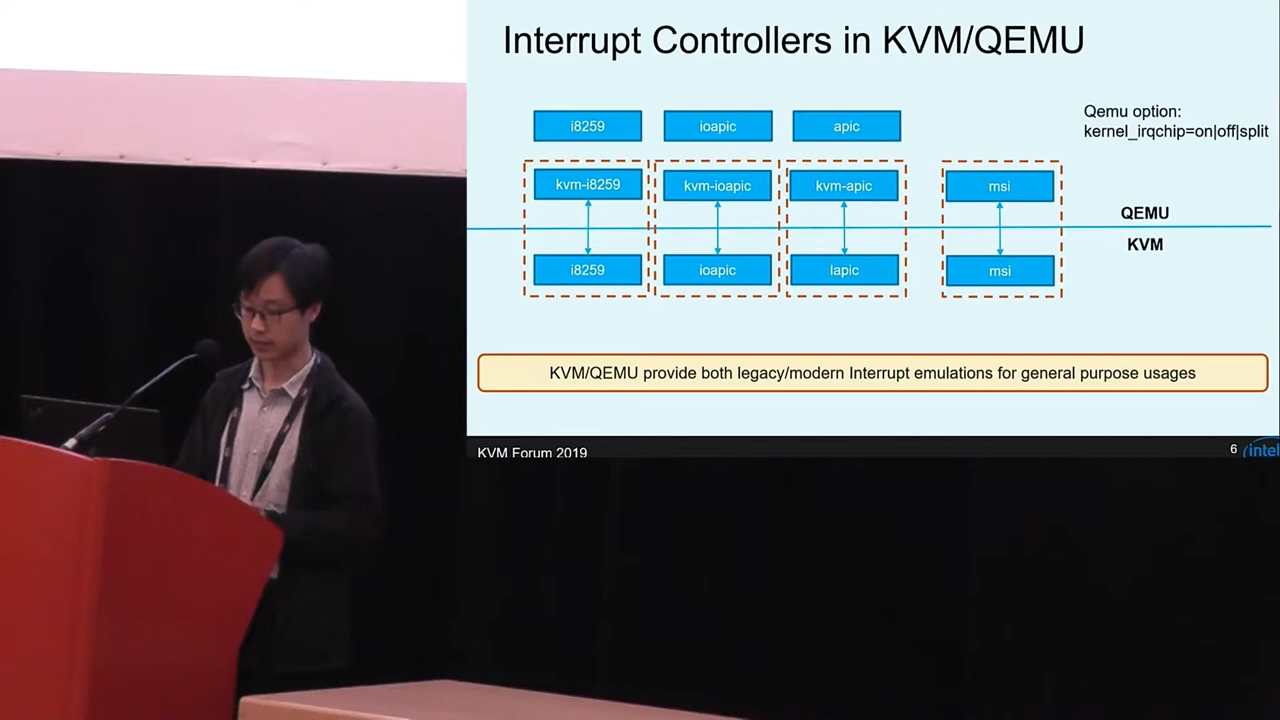 Interrupt Controllers in KVM/QEMU
Qemu option:
kernel_irqchip=on|off|split
i8259
ioapic
apic
kvm-i8259
kvm-ioapic
kvm-apic
msi
QEMU
KVM
i8259
ioapic
lapic
msi
KVM/QEMU provide both legacy/modern Interrupt emulations for general purpose usages
KVM Forum 2019
6
intel